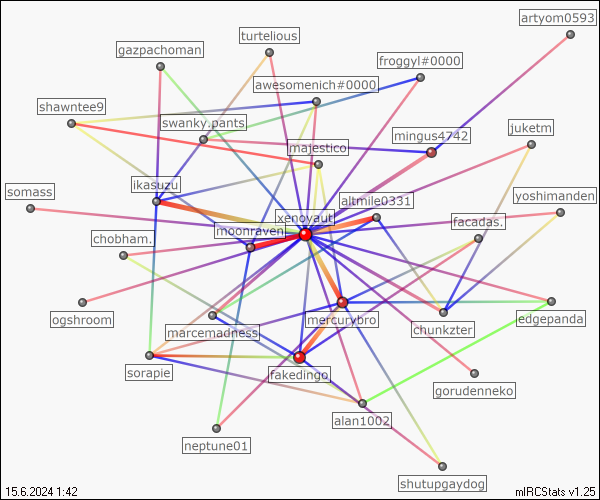 artyom0593
turtelious
gazpachoman
froggyl#0000
awesomenich#0000
shawntee9
swanky.pants
mingus4742
juketm
majestico
ikasuzu
somass
altmile0331
yoshimanden
xenoyaut
facadas.
moonraven
chobham.
ogshroom
mercurybro
edgepanda
marcemadness
chunkzter
sorapie
fakedingo
gorudenneko
alan1002
neptune01
shutupgaydog
15.6.2024 1:42
mIRCStats v1.25